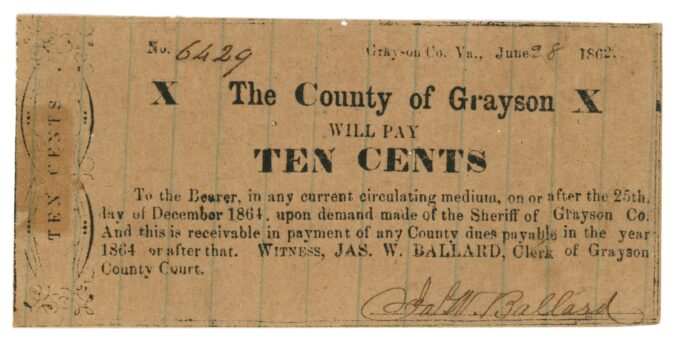 No. 6429 Grayson Co. Va., June 28 1862.
X The County of Grayson X
WILL PAY
TEN CENTS
To the Bearer, in any current circulating medium, on or after the 25th
day of December 1864, upon demand made of the Sheriff of Grayson Co.
And this is receivable in payment of any County dues payable in the year
1864 or after that. WITNESS, JAS. W. BALLARD, Clerk of Grayson
County Court.
Jas. W. Ballard
TEN CENTS